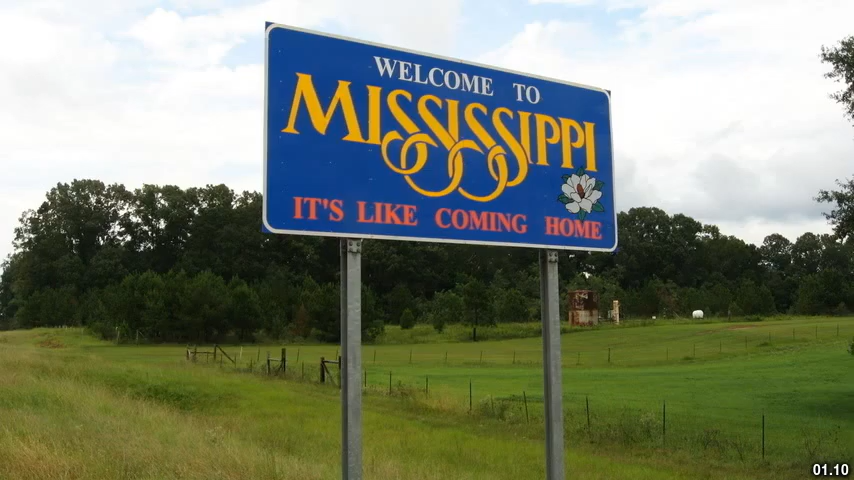 WELCOME TO
MISSISSIPPI
IT'S LIKE COMING HOME
01.10